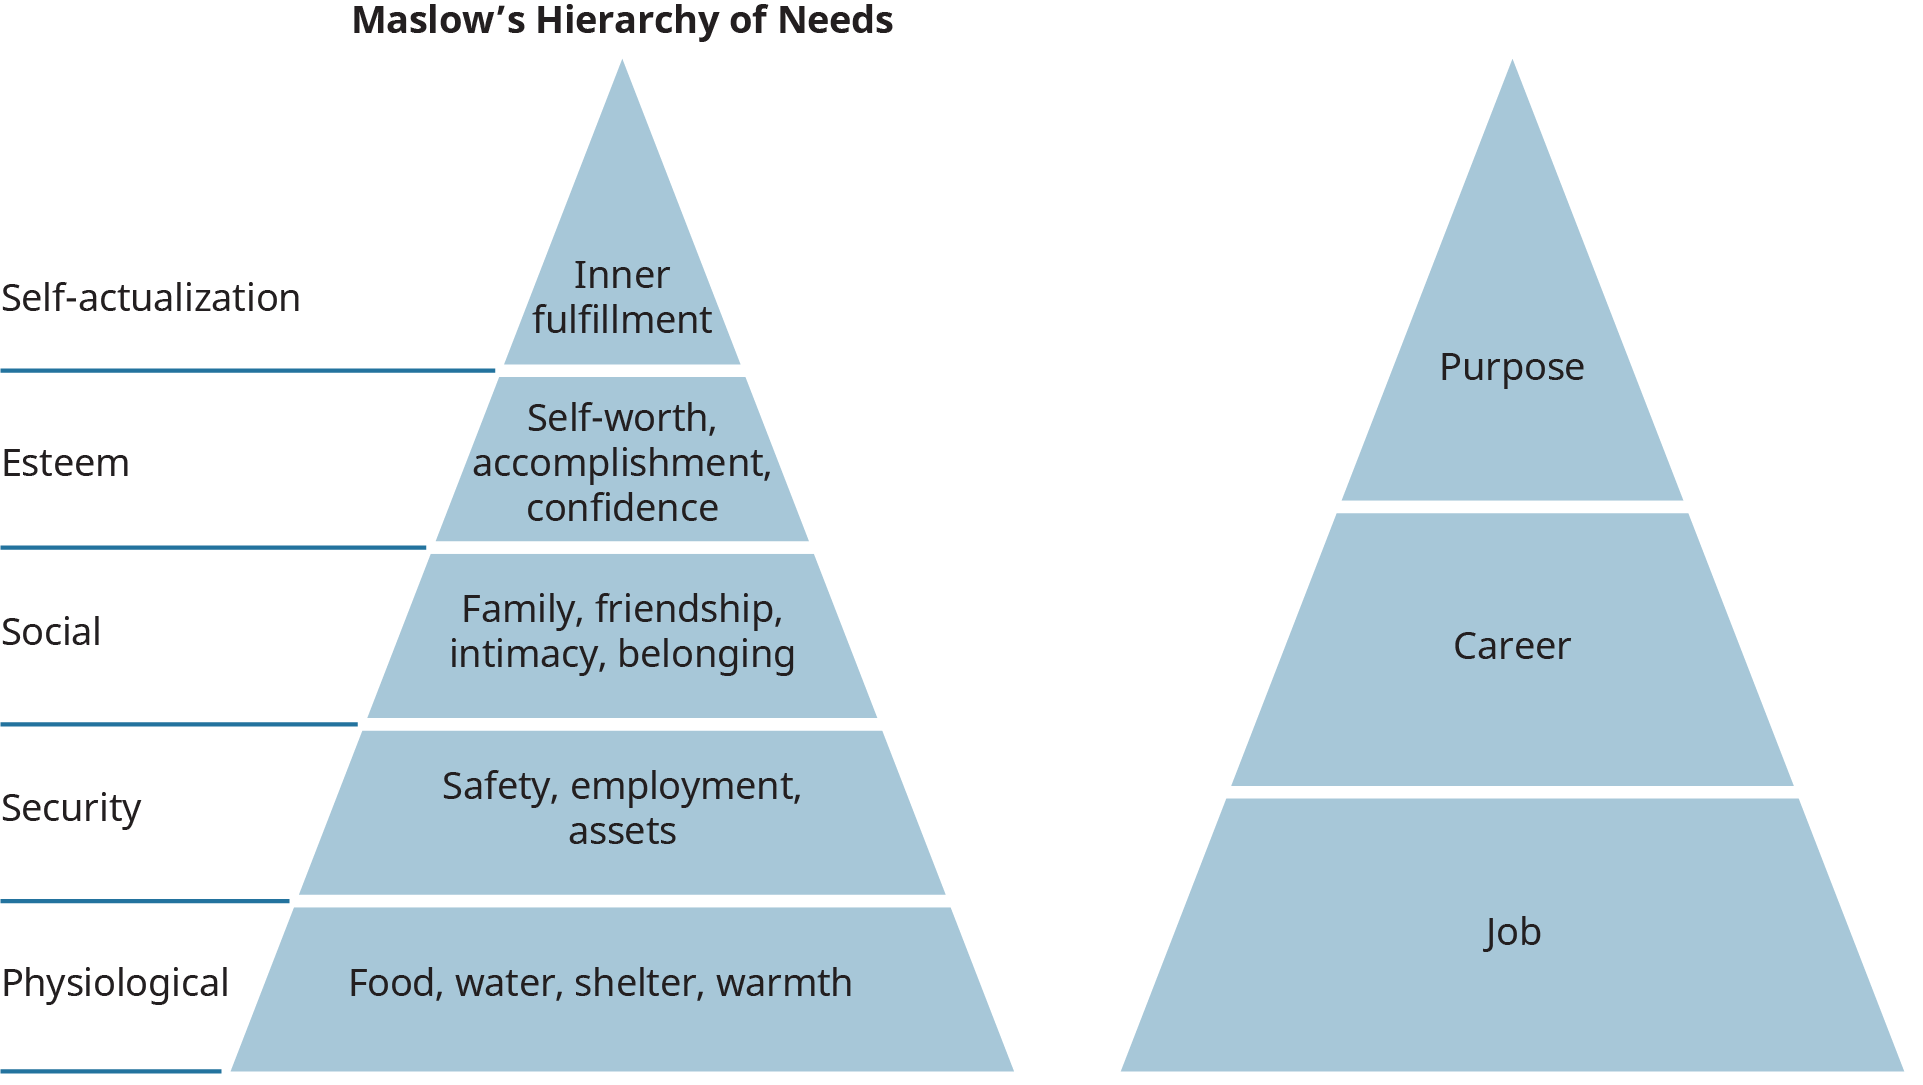 Maslow’s Hierarchy of Needs
Self-actualization
Inner
fulfillment
Esteem
Self-worth,
accomplishment,
confidence
Social
Family, friendship,
intimacy, belonging
Security
Safety, employment,
assets
Physiological
Food, water, shelter, warmth
Purpose
Career
Job